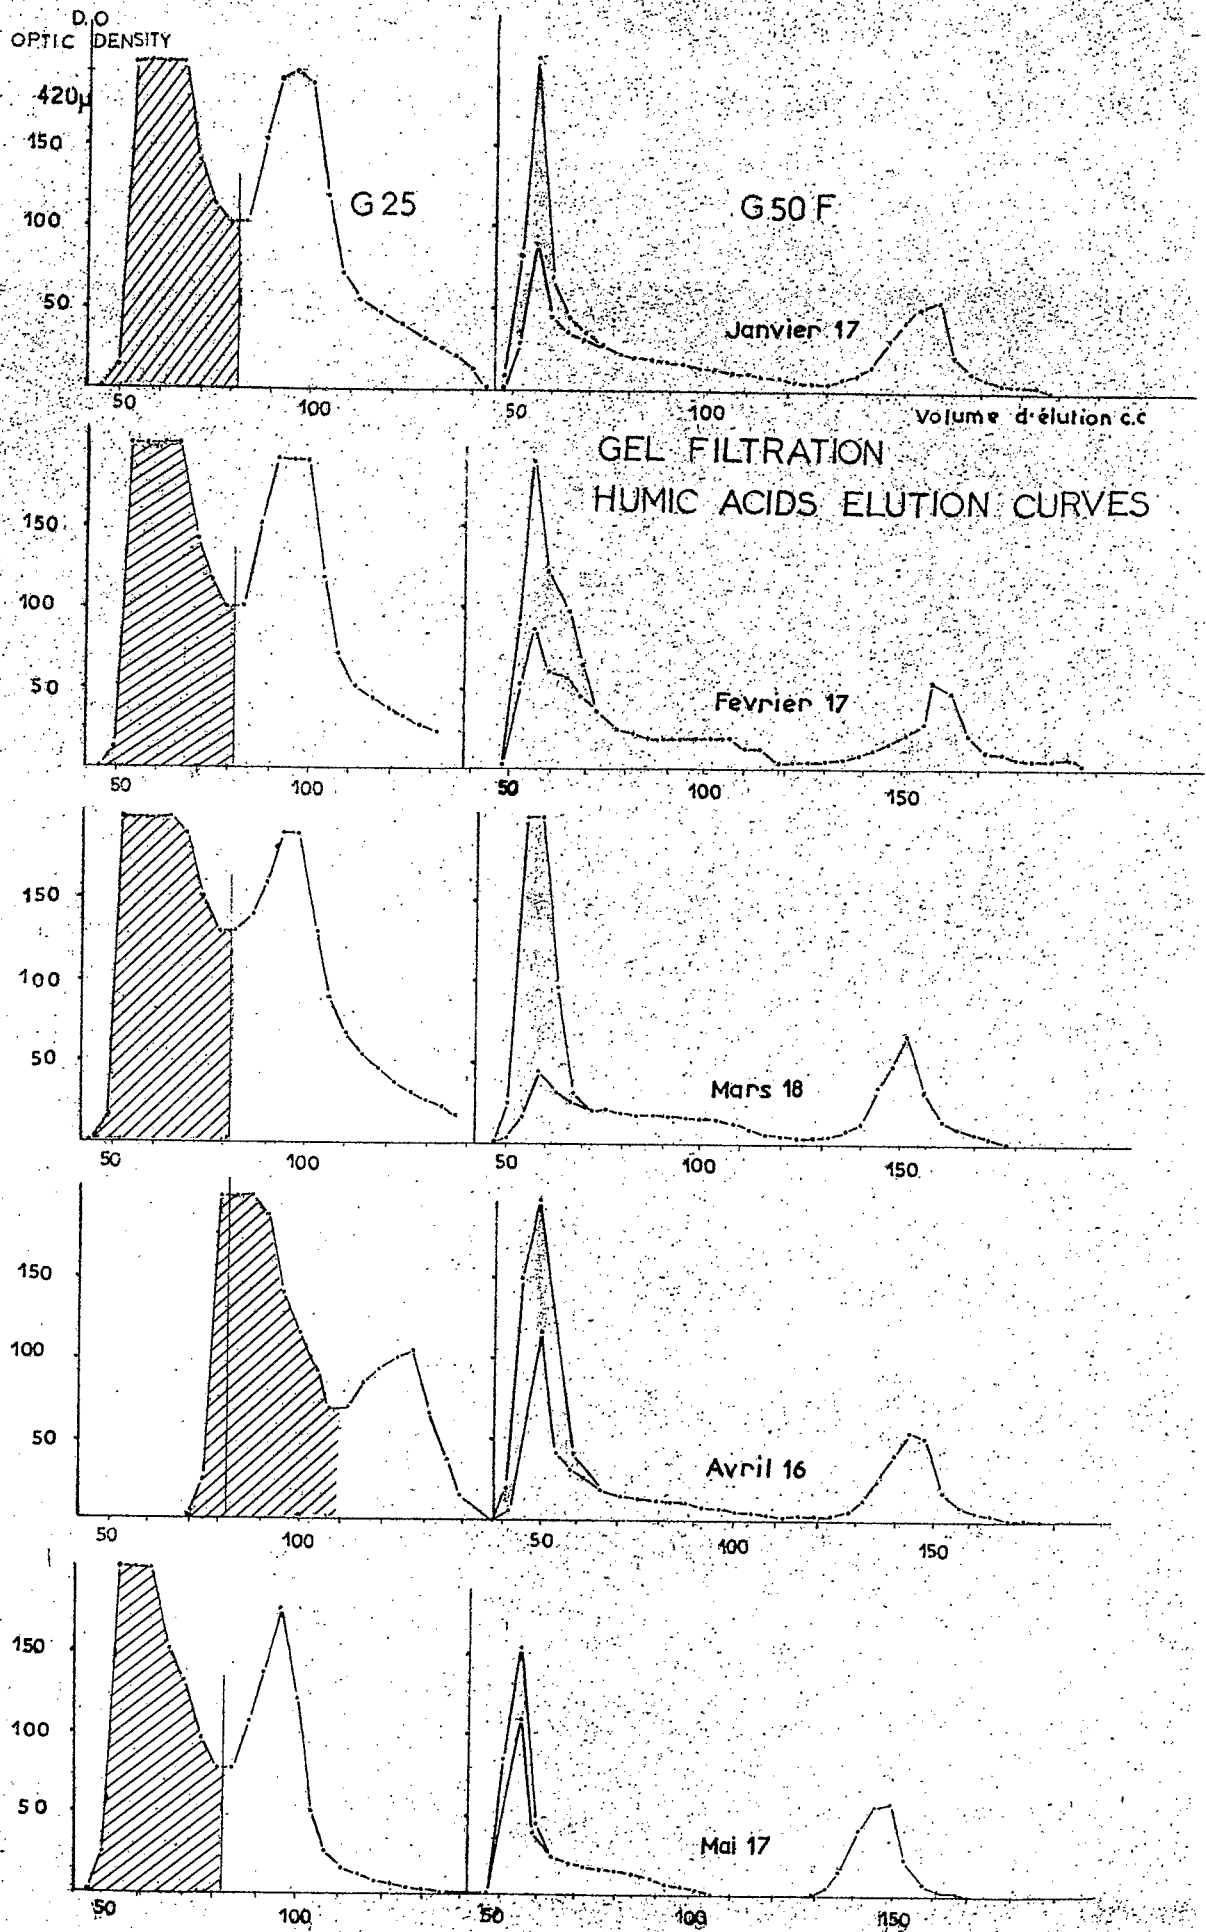 D.O
OPTIC DENSITY
420µ
150
100
50
G25
G50F
Janvier 17
50 100 50 100 Volume d'élution c.c
GEL FILTRATION
HUMIC ACIDS ELUTION CURVES
150
100
50
Fevrier 17
50 100 50 100 150
150
100
50
Mars 18
50 100 50 100 150
150
100
50
Avril 16
50 100 50 100 150
150
100
50
Mai 17
50 100 50 100 150